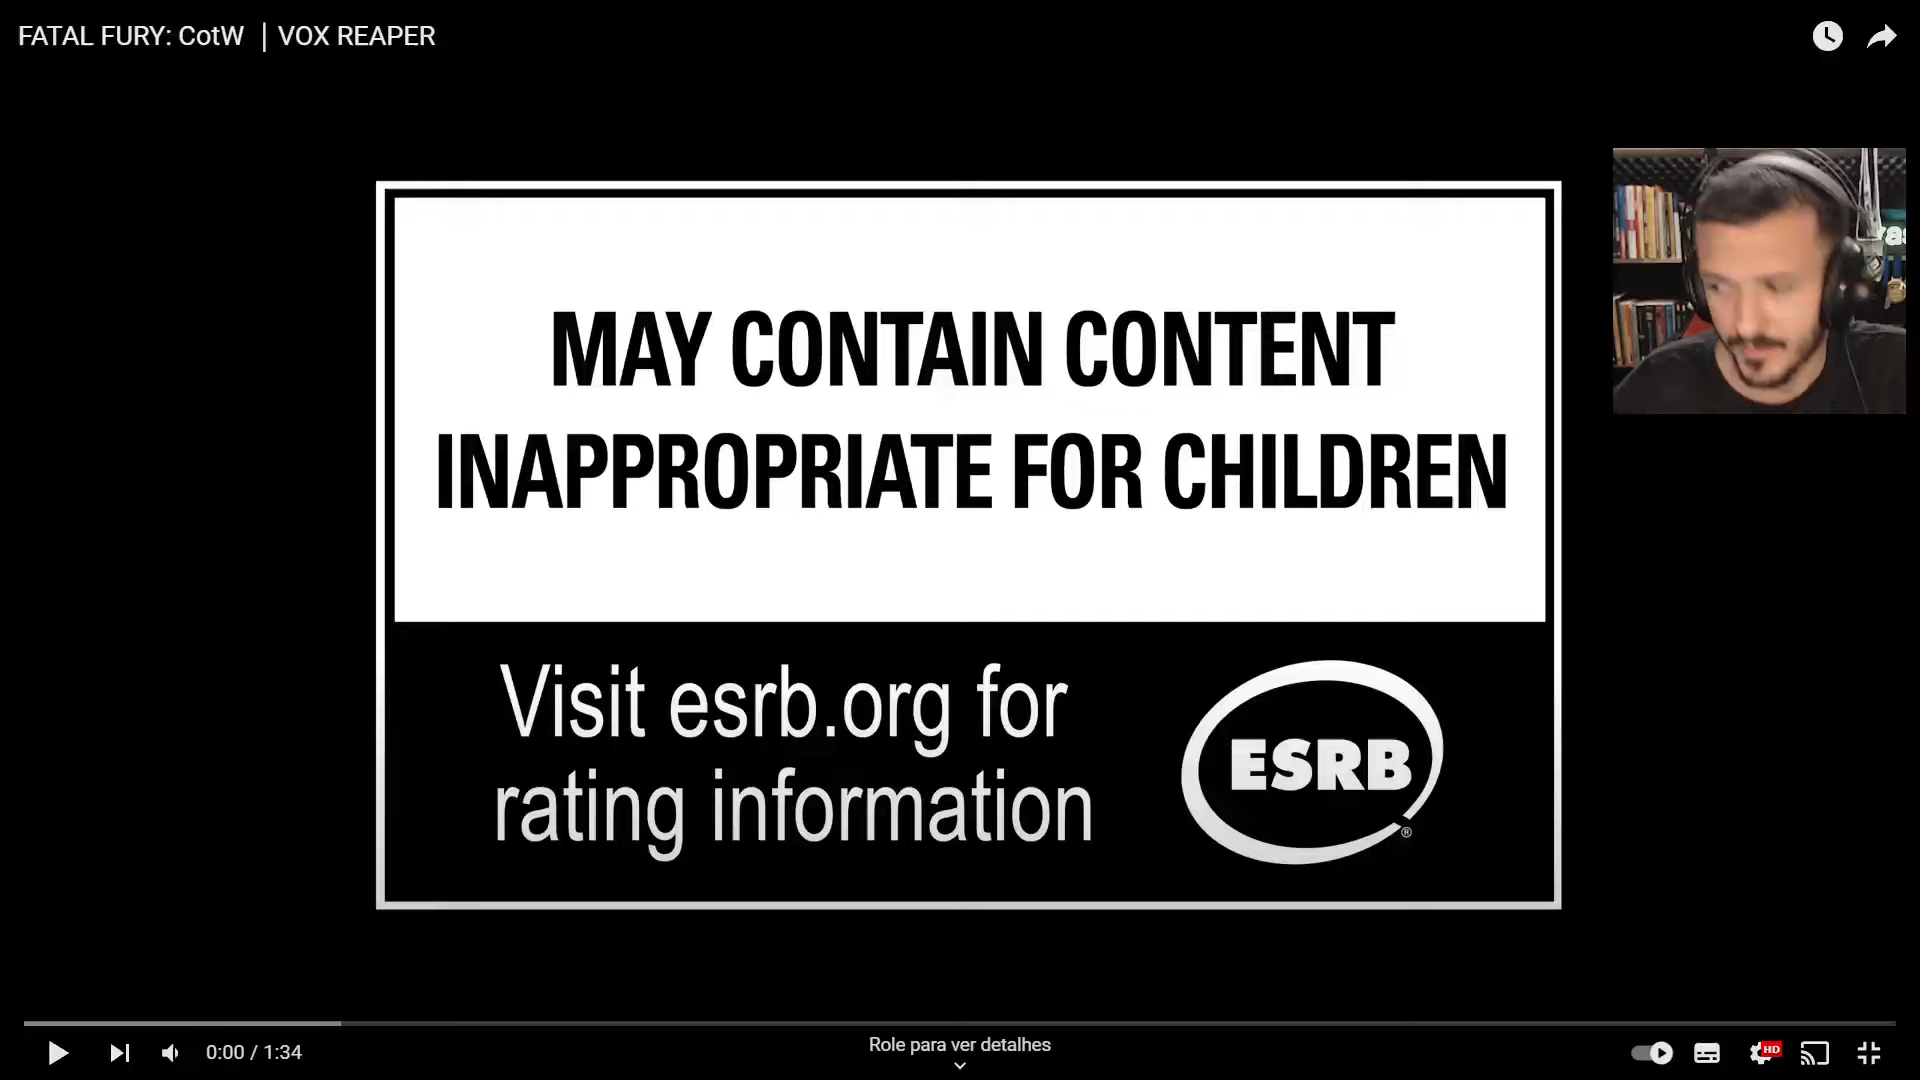 FATAL FURY: CotW │VOX REAPER
MAY CONTAIN CONTENT
INAPPROPRIATE FOR CHILDREN
Visit esrb.org for
rating information
ESRB
®
0:00 / 1:34
Role para ver detalhes
HD